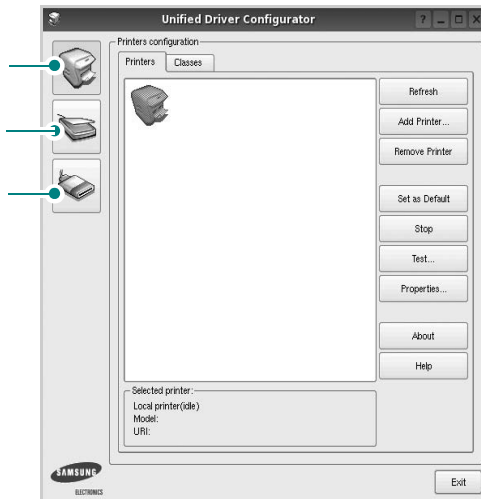 Unified Driver Configurator
Printers configuration
Printers
Classes
Refresh
Add Printer...
Remove Printer
Set as Default
Stop
Test...
Properties...
About
Help
Selected printer:
Local printer(idle)
Model:
URI:
SAMSUNG
ELECTRONICS
Exit